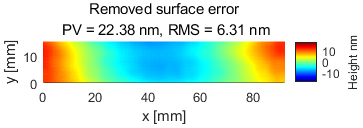 Removed surface error
PV = 22.38 nm, RMS = 6.31 nm
y [mm]
10
0
0
20
40
60
80
x [mm]
10
0
-10
Height nm